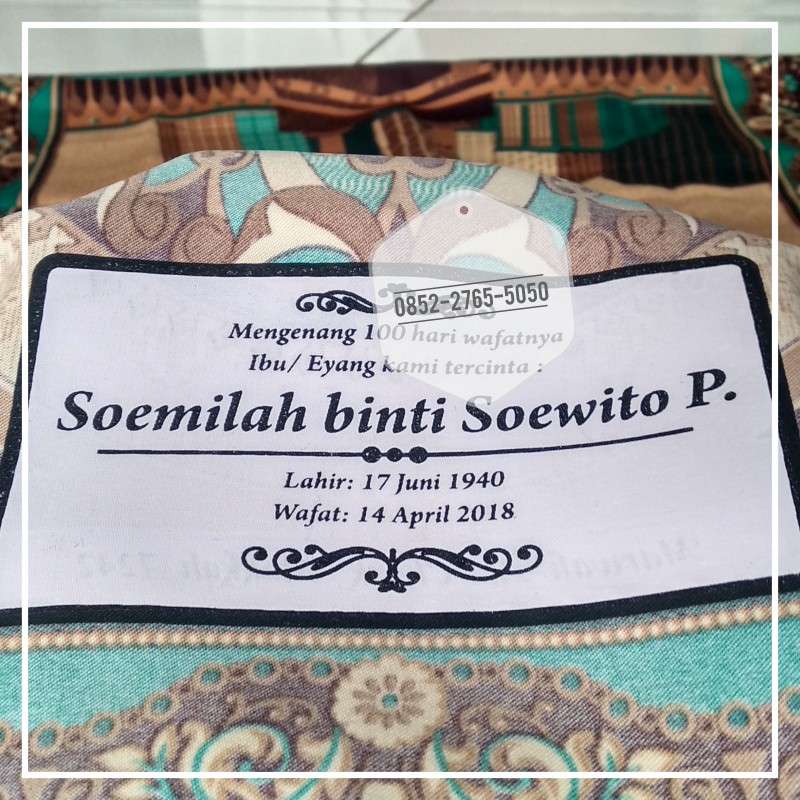 0852-2765-5050
Mengenang 100 hari wafatnya
Ibu/ Eyang kami tercinta :
Soemilah binti Soewito P.
Lahir: 17 Juni 1940
Wafat: 14 April 2018